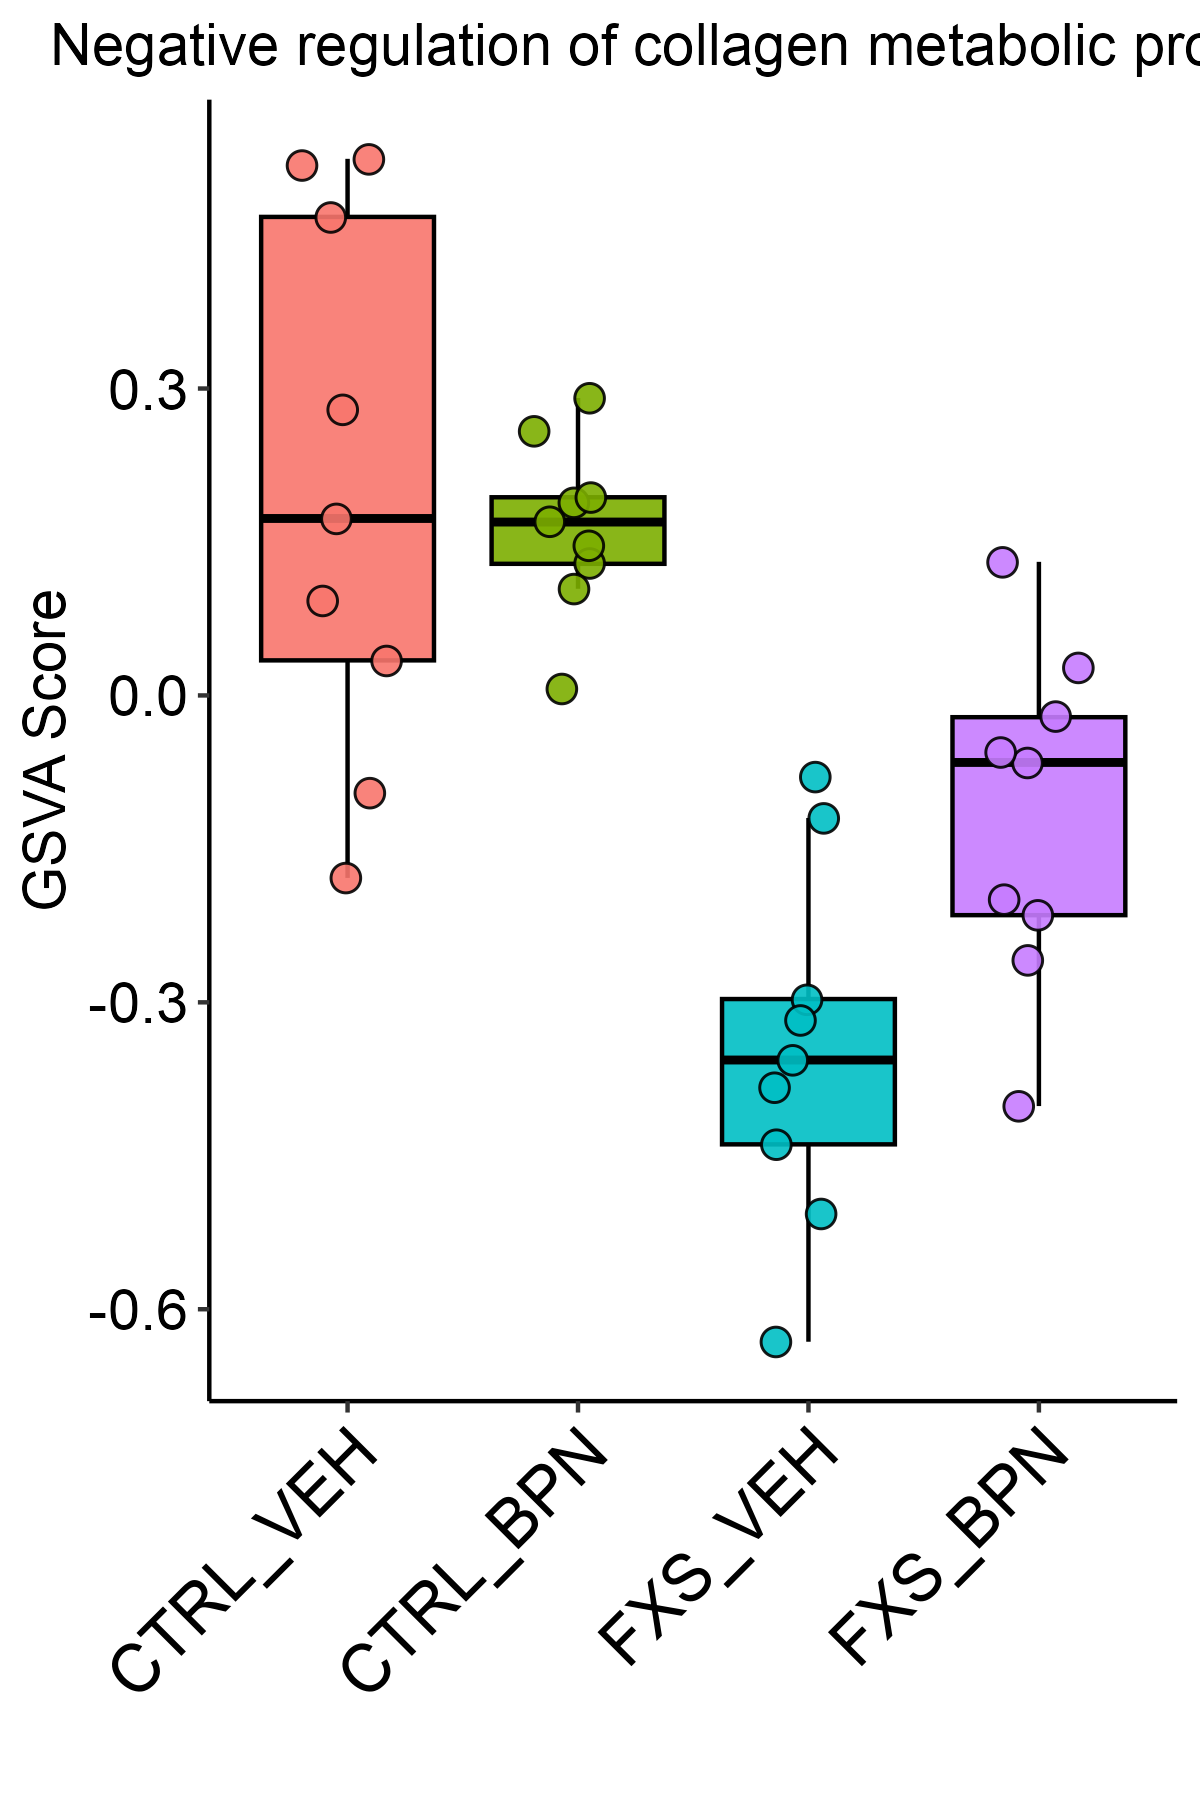 Negative regulation of collagen metabolic pro
GSVA Score
0.3
0.0
-0.3
-0.6
CTRL_VEH
CTRL_BPN
FXS_VEH
FXS_BPN